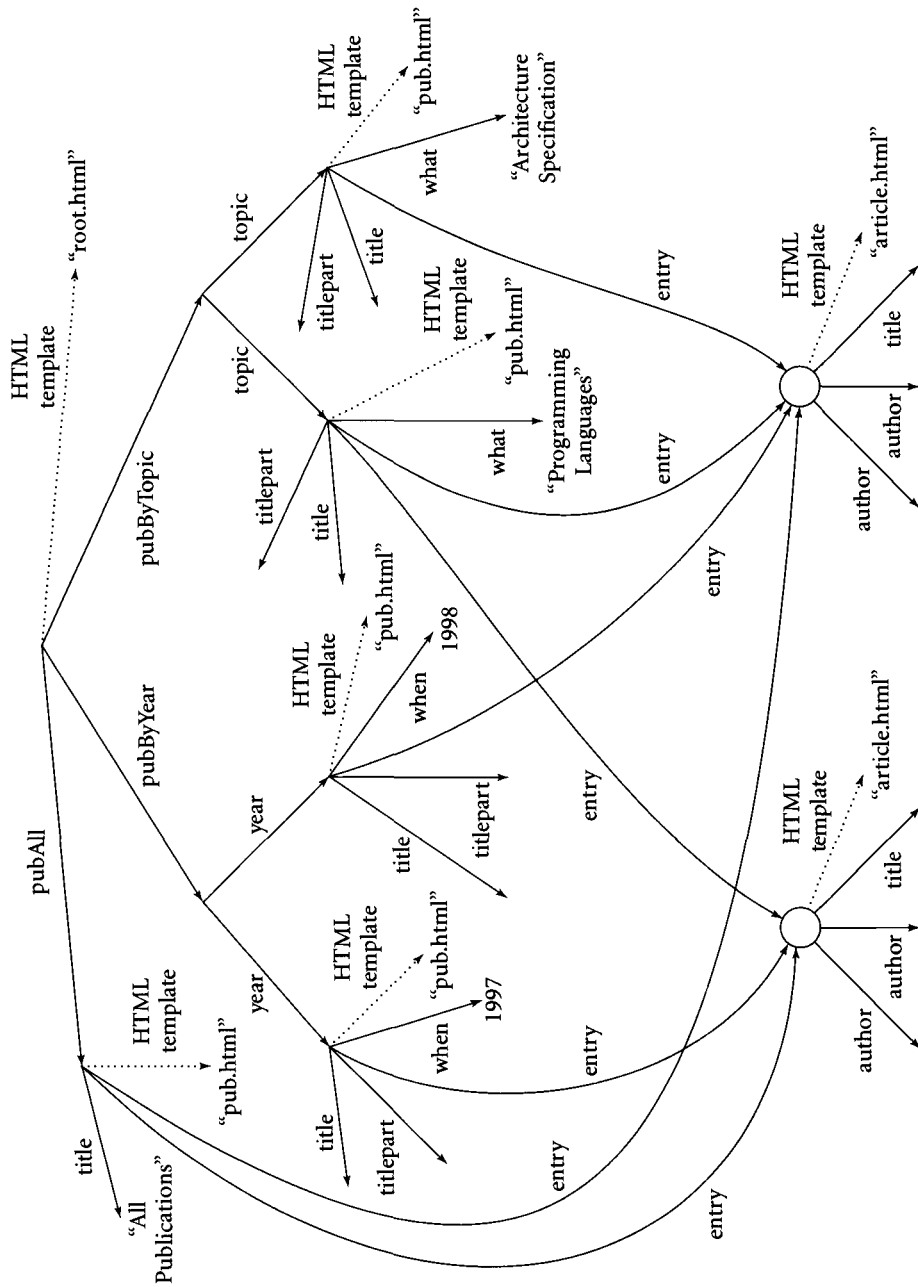 HTML
template
“root.html”
pubAll
pubByYear
pubByTopic
title
“All
Publications”
HTML
template
“pub.html”
year
year
topic
topic
title
titlepart
when
1997
HTML
template
“pub.html”
title
titlepart
when
1998
HTML
template
“pub.html”
titlepart
title
what
“Programming
Languages”
HTML
template
“pub.html”
titlepart
title
what
“Architecture
Specification”
HTML
template
“pub.html”
entry
entry
entry
entry
entry
entry
entry
author
author
title
HTML
template
“article.html”
author
author
title
HTML
template
“article.html”